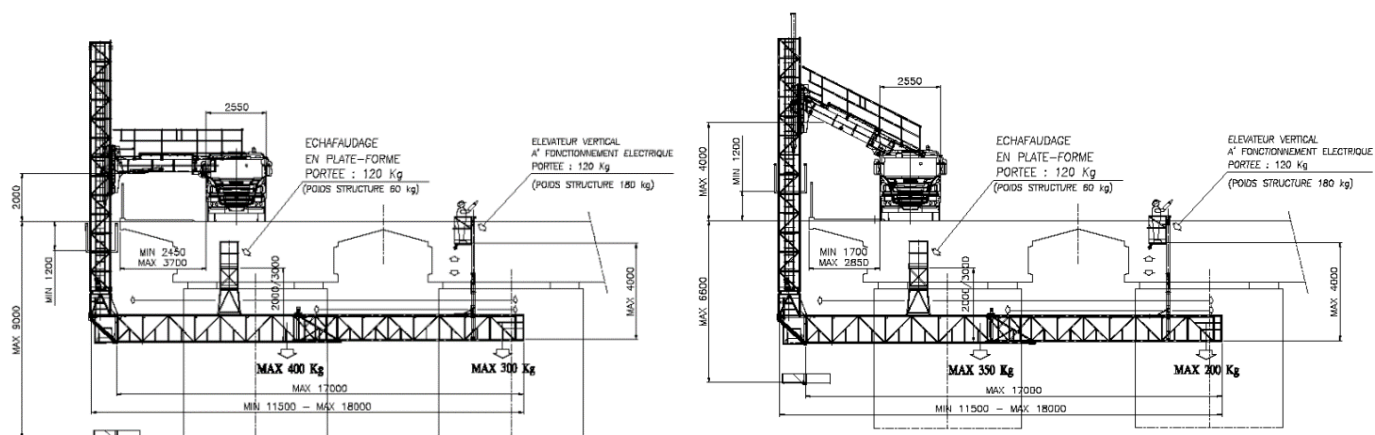 2550
ECHAFAUDAGE
EN PLATE-FORME
PORTEE : 120 Kg
(POIDS STRUCTURE 60 kg)
ELEVATEUR VERTICAL
A' FONCTIONNEMENT ELECTRIQUE
PORTEE : 120 Kg
(POIDS STRUCTURE 180 kg)
2000
MIN 1200
MIN 2450
MAX 3700
2000/3000
MAX 4000
MAX 9000
MAX 400 Kg
MAX 300 Kg
MAX 17000
MIN 11500 - MAX 18000
2550
ECHAFAUDAGE
EN PLATE-FORME
PORTEE : 120 Kg
(POIDS STRUCTURE 60 kg)
ELEVATEUR VERTICAL
A' FONCTIONNEMENT ELECTRIQUE
PORTEE : 120 Kg
(POIDS STRUCTURE 180 kg)
MAX 4000
MIN 1200
MIN 1700
MAX 2850
2000/3000
MAX 4000
MAX 6600
MAX 350 Kg
MAX 200 Kg
MAX 17000
MIN 11500 - MAX 18000